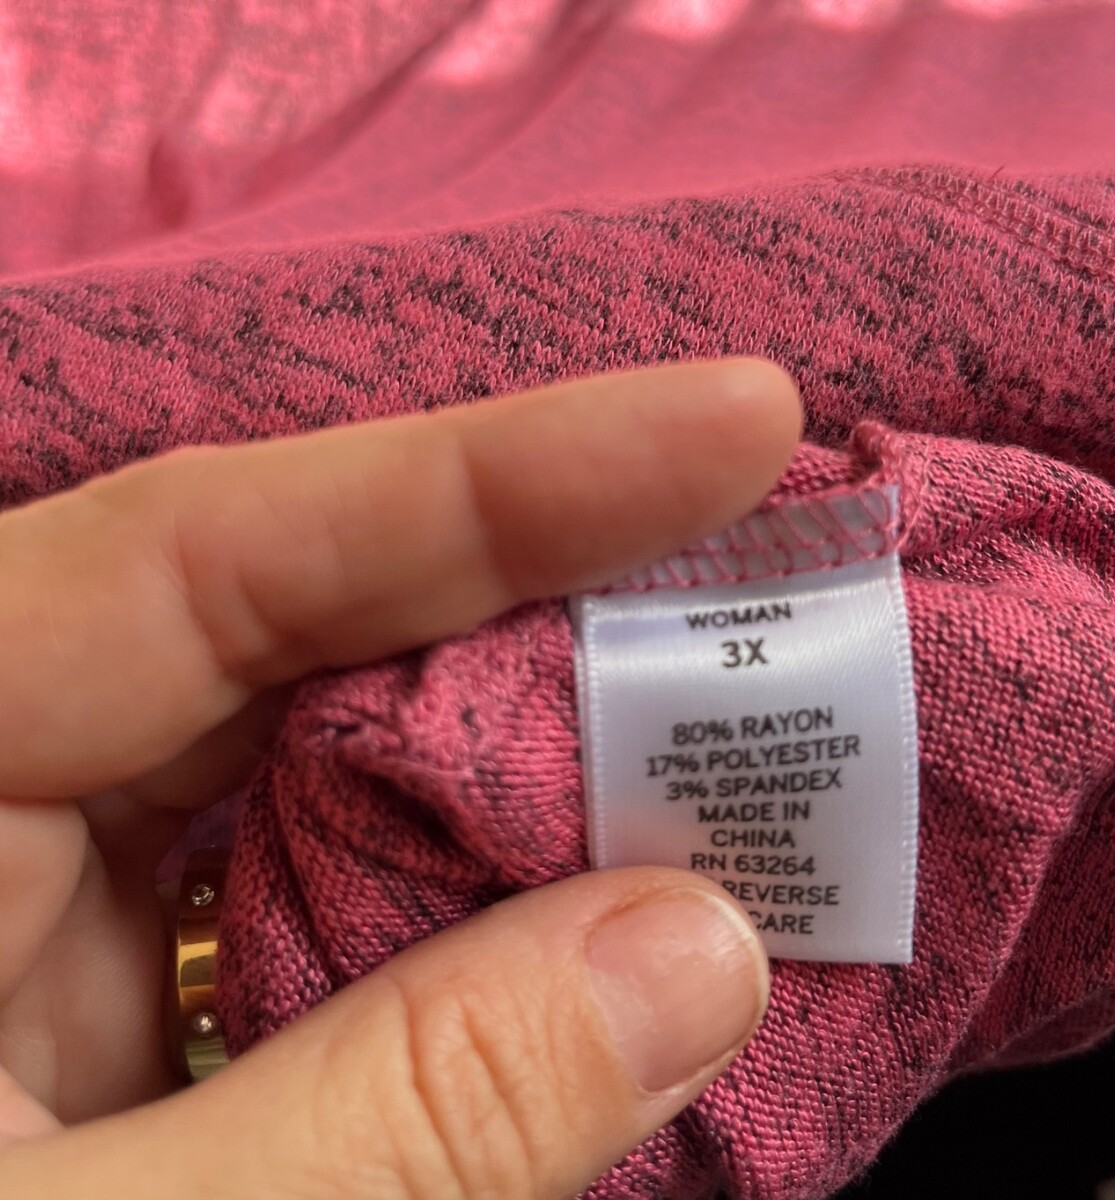 WOMAN
3X
80% RAYON
17% POLYESTER
3% SPANDEX
MADE IN
CHINA
RN 63264
REVERSE
CARE